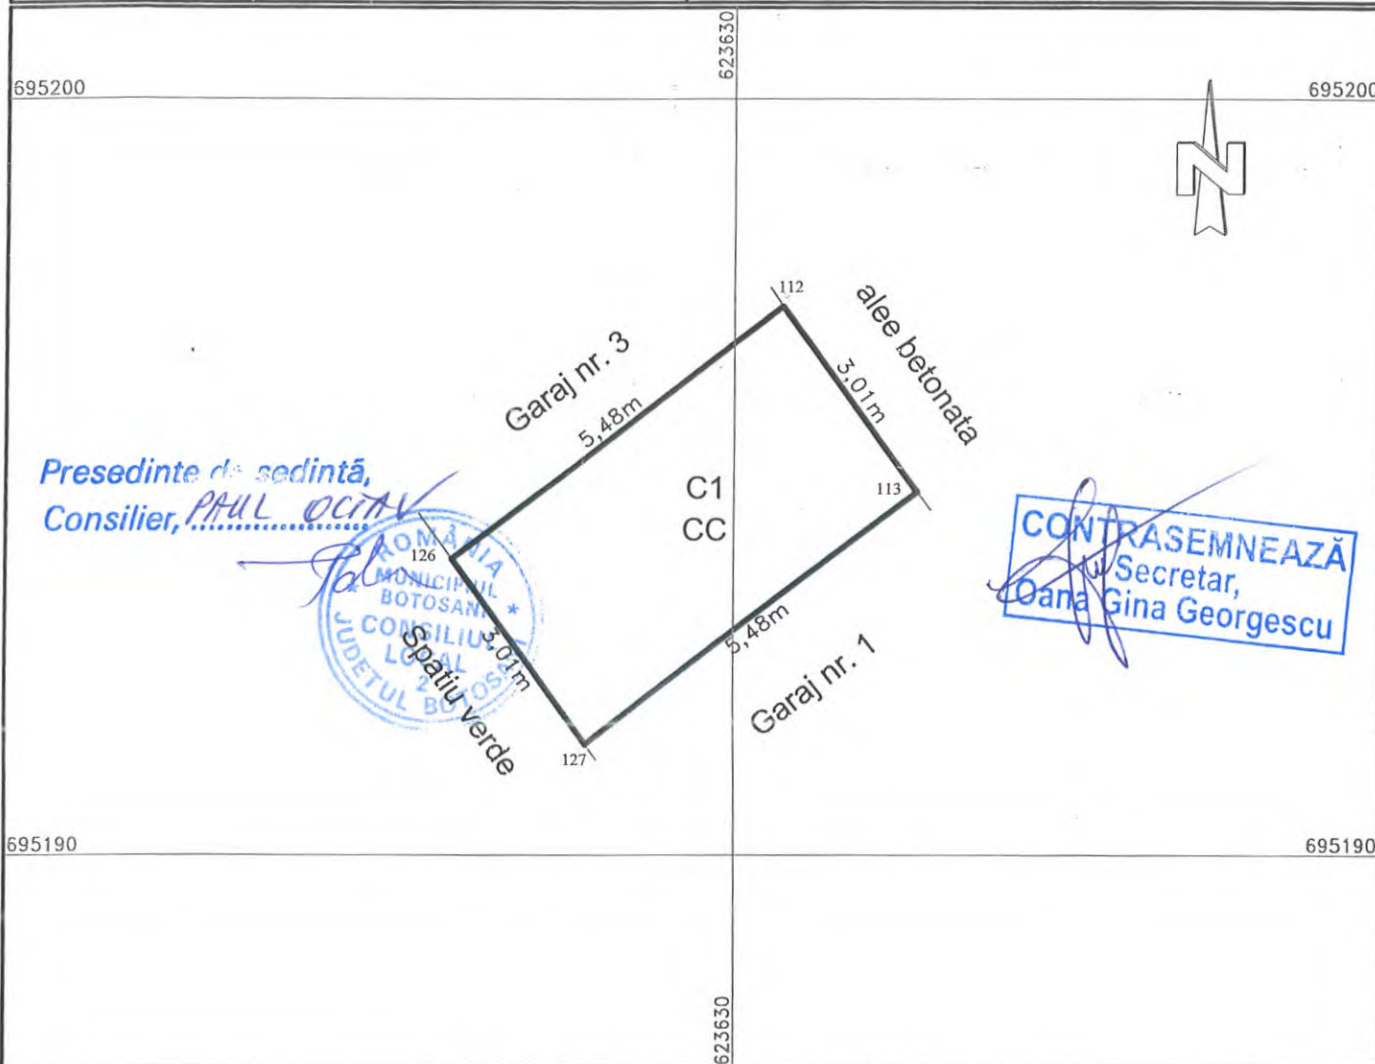 623630
695200
695200
N
112
alee betonata
Garaj nr. 3
3,01m
5,48m
Presedinte de sedintă,
Consilier, PAUL OCTAV
C1
CC
113
CONTRASEMNEAZĂ
Secretar,
Oana Gina Georgescu
126
ROMÂNIA
MUNICIPIUL
BOTOSANI
CONSILIUL
LOCAL
2
JUDETUL BOTOSANI
3,01m
Spatiu verde
5,48m
Garaj nr. 1
127
695190
695190
623630